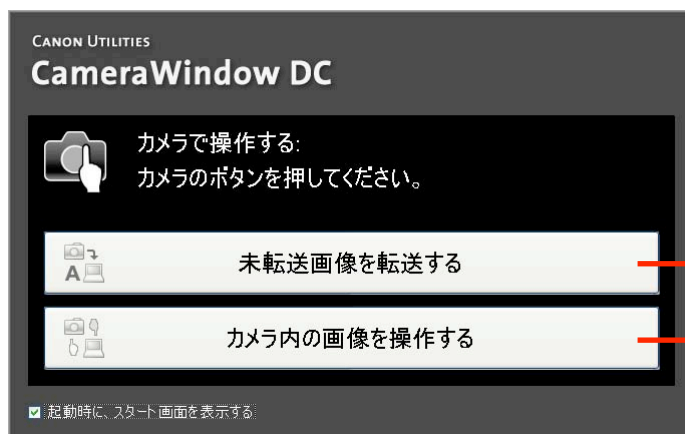 CANON UTILITIES
CameraWindow DC
カメラで操作する:
カメラのボタンを押してください。
A
未転送画像を転送する
カメラ内の画像を操作する
起動時に、スタート画面を表示する